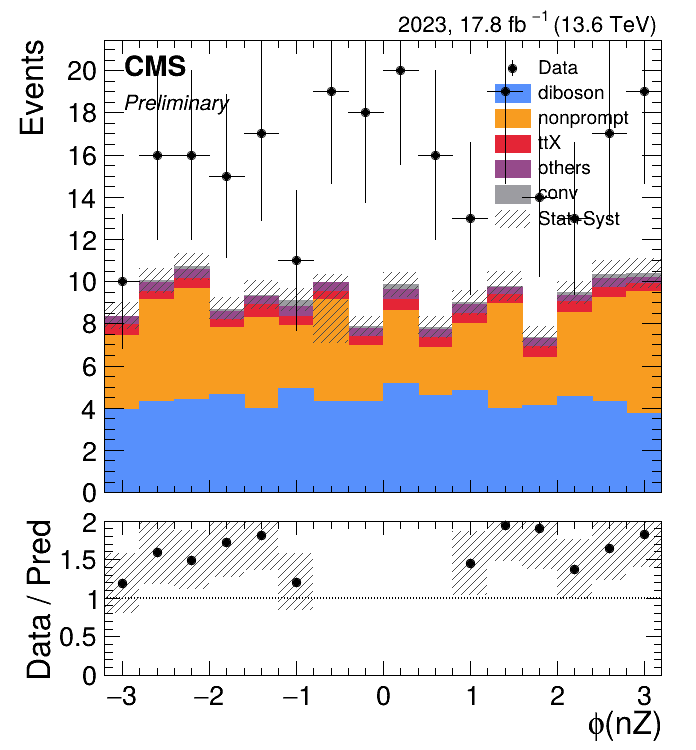 2023, 17.8 fb⁻¹ (13.6 TeV)
Events
CMS
Preliminary
Data
diboson
nonprompt
ttX
others
conv
Stat+Syst
20
18
16
14
12
10
8
6
4
2
0
Data / Pred
2
1.5
1
0.5
0
−3 −2 −1 0 1 2 3
ϕ(nZ)